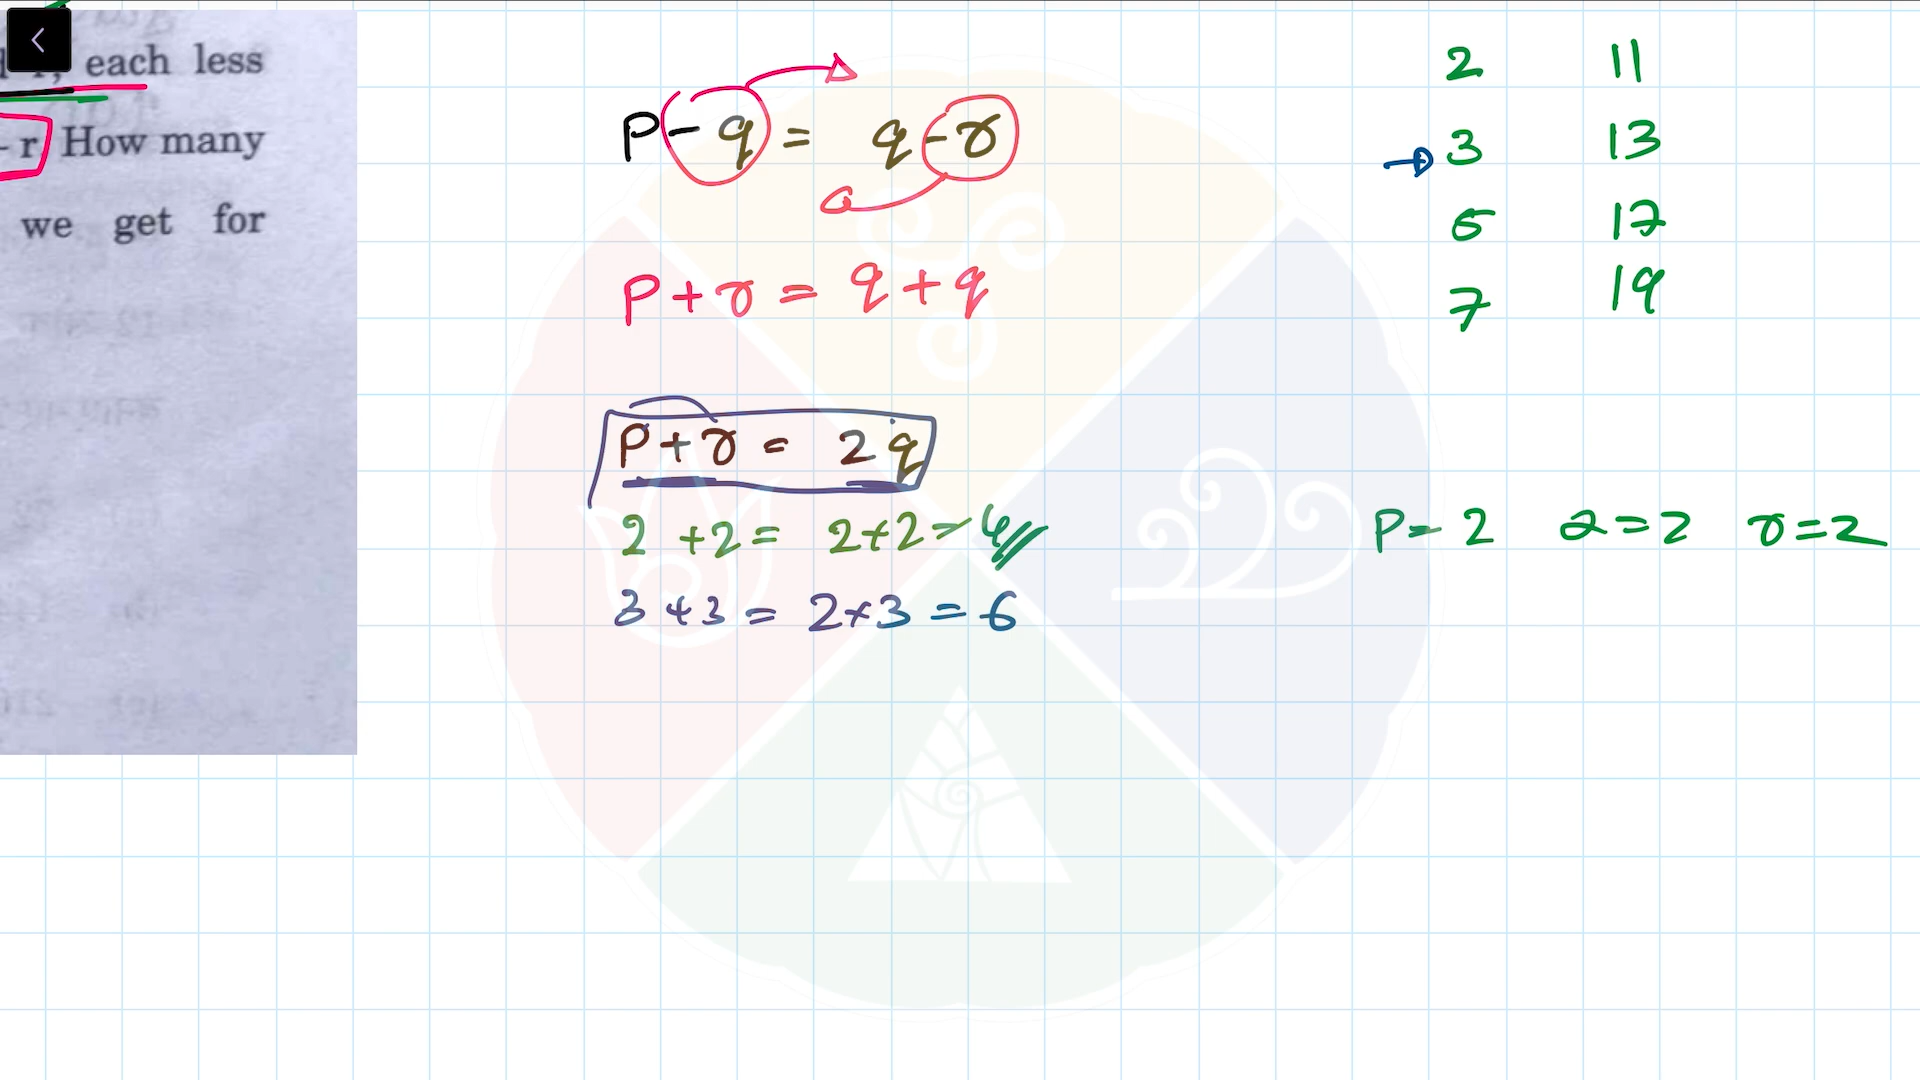 each less
- r. How many
we get for
P - q = q - r
P + r = q + q
P + r = 2q
2 + 2 = 2×2 = 4
3 + 3 = 2×3 = 6
2 11
3 13
5 17
7 19
P = 2 2 = 2 r = 2